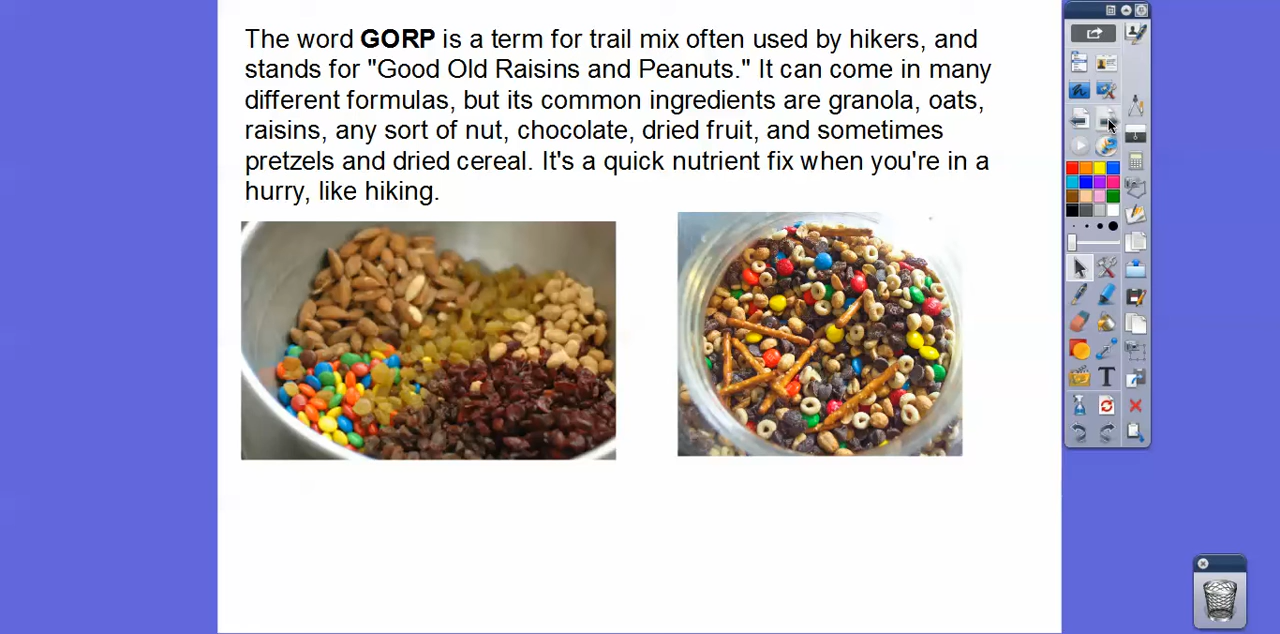 The word GORP is a term for trail mix often used by hikers, and
stands for "Good Old Raisins and Peanuts." It can come in many
different formulas, but its common ingredients are granola, oats,
raisins, any sort of nut, chocolate, dried fruit, and sometimes
pretzels and dried cereal. It's a quick nutrient fix when you're in a
hurry, like hiking.